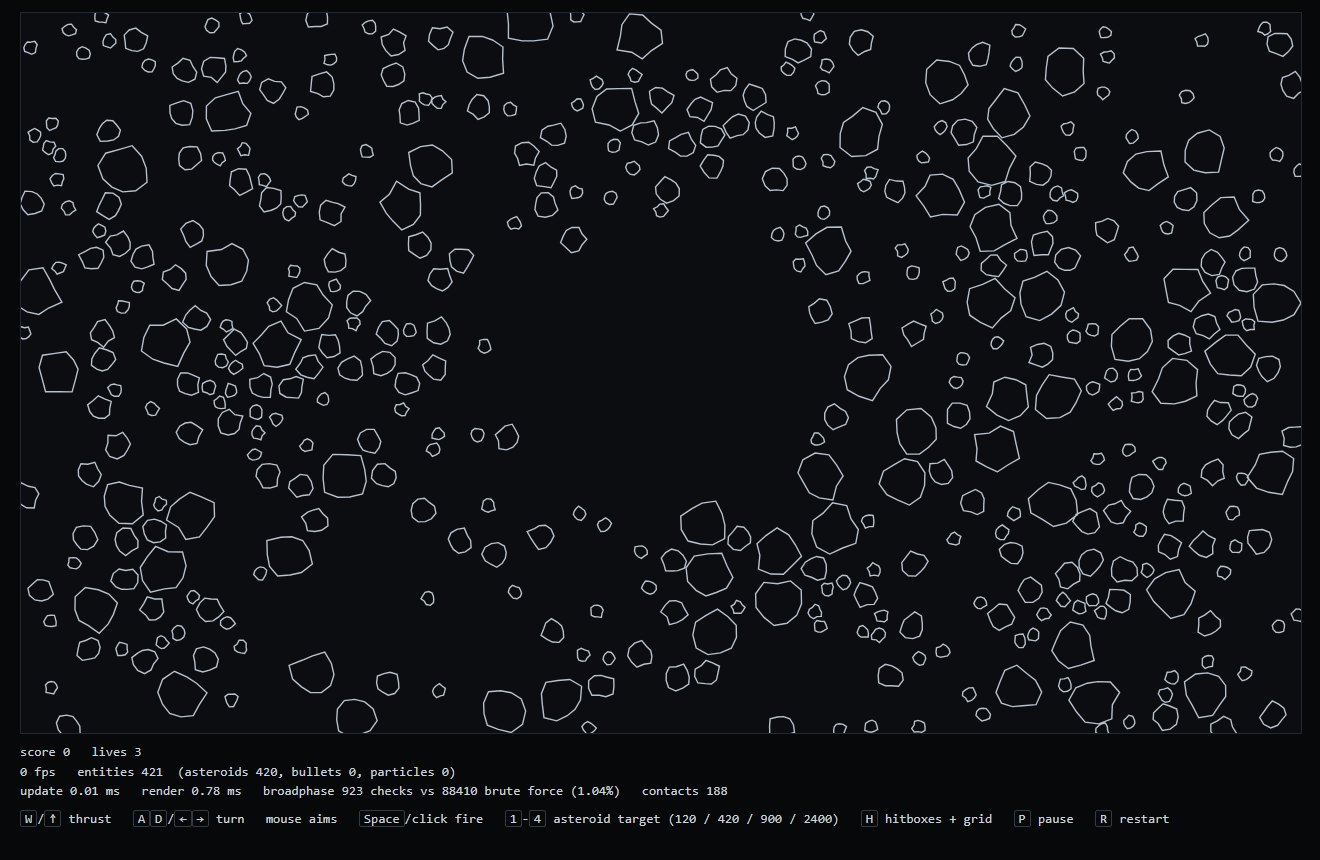 score 0 lives 3
0 fps entities 421 (asteroids 420, bullets 0, particles 0)
update 0.01 ms render 0.78 ms broadphase 923 checks vs 88410 brute force (1.04%) contacts 188
W/↑ thrust A D/←→ turn mouse aims Space/click fire 1-4 asteroid target (120 / 420 / 900 / 2400) H hitboxes + grid P pause R restart